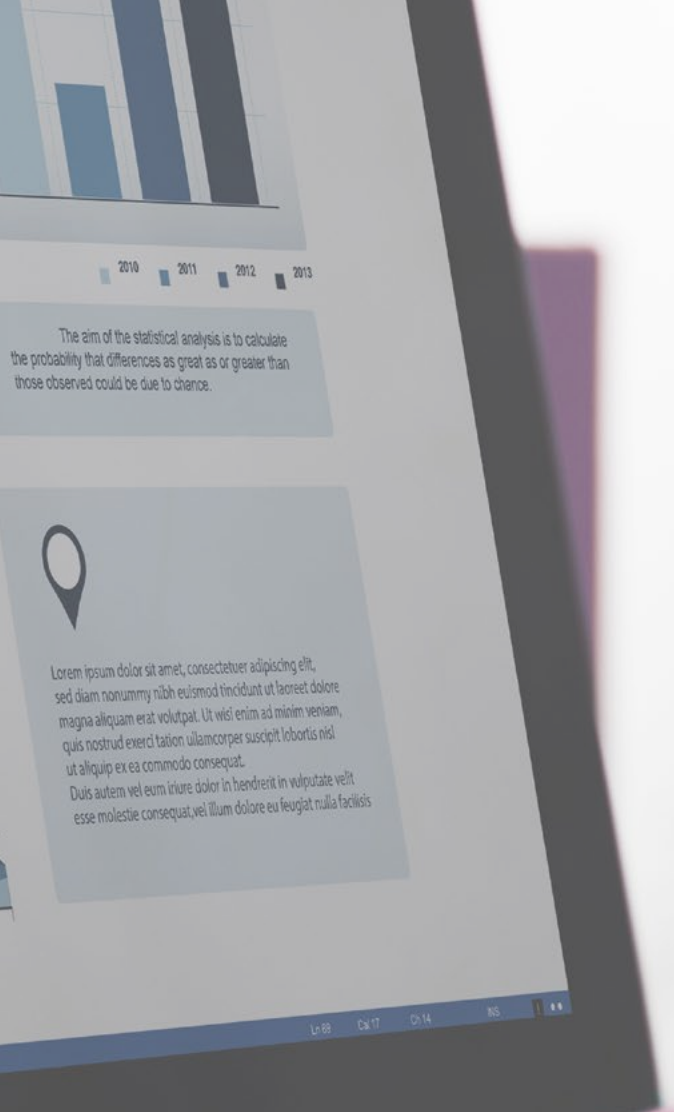 2010 2011 2012 2013
The aim of the statistical analysis is to calculate
the probability that differences as great as or greater than
those observed could be due to chance.
Lorem ipsum dolor sit amet, consectetuer adipiscing elit,
sed diam nonummy nibh euismod tincidunt ut laoreet dolore
magna aliquam erat volutpat. Ut wisi enim ad minim veniam,
quis nostrud exerci tation ullamcorper suscipit lobortis nisl
ut aliquip ex ea commodo consequat.
Duis autem vel eum iriure dolor in hendrerit in vulputate velit
esse molestie consequat,vel illum dolore eu feugiat nulla facilisis
Ln 69 Col 17 Ch 14 INS